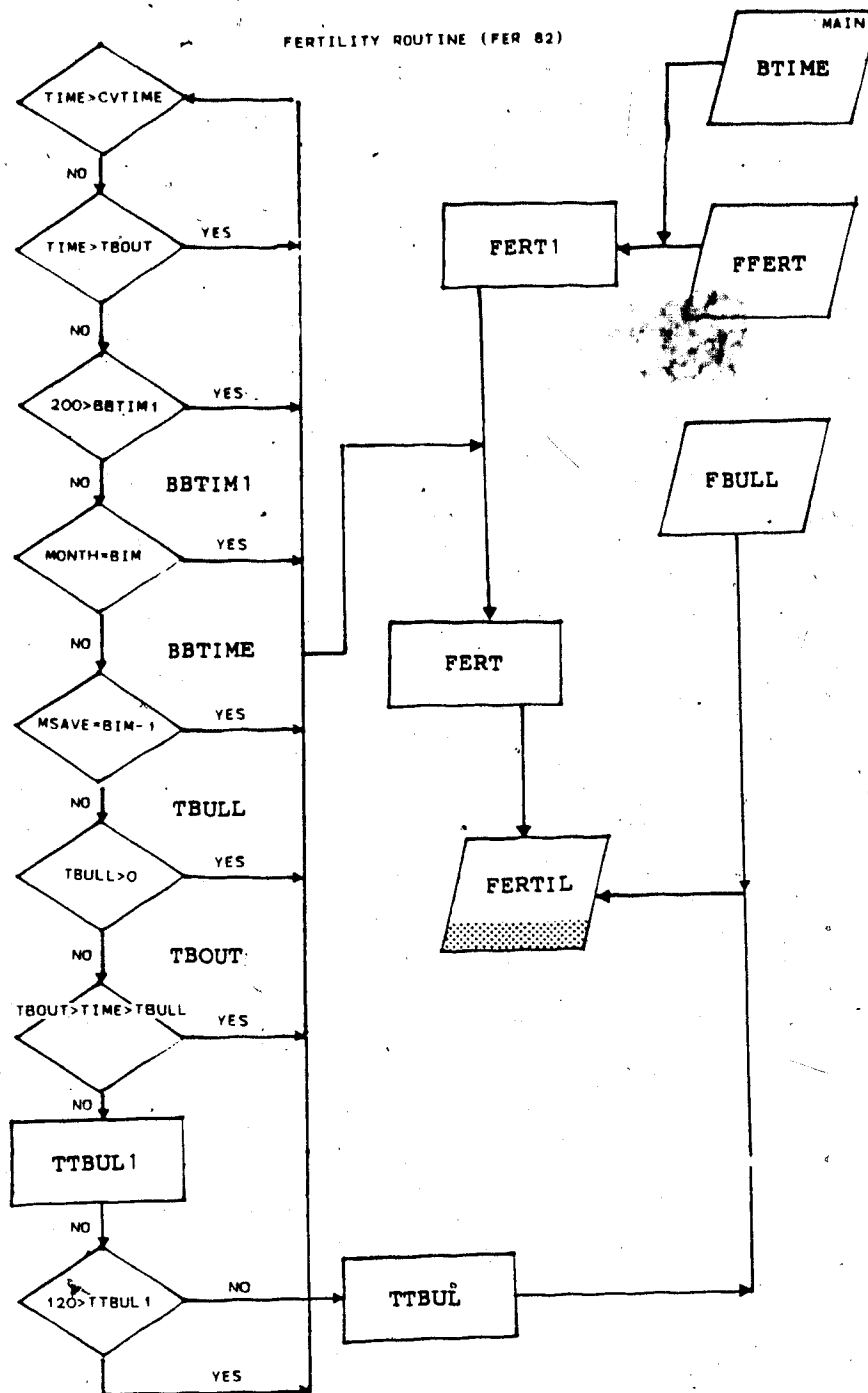 FERTILITY ROUTINE (FER 82)
MAIN
BTIME
TIME>CVTIME
NO
TIME>TBOUT
YES
FERT1
FFERT
NO
200>BBTIM1
YES
NO
BBTIM1
FBULL
MONTH=BIM
YES
NO
BBTIME
FERT
MSAVE=BIM-1
YES
NO
TBULL
TBULL>0
YES
FERTIL
NO
TBOUT
TBOUT>TIME>TBULL
YES
NO
TTBUL1
NO
120>TTBUL1
NO
TTBUL
YES